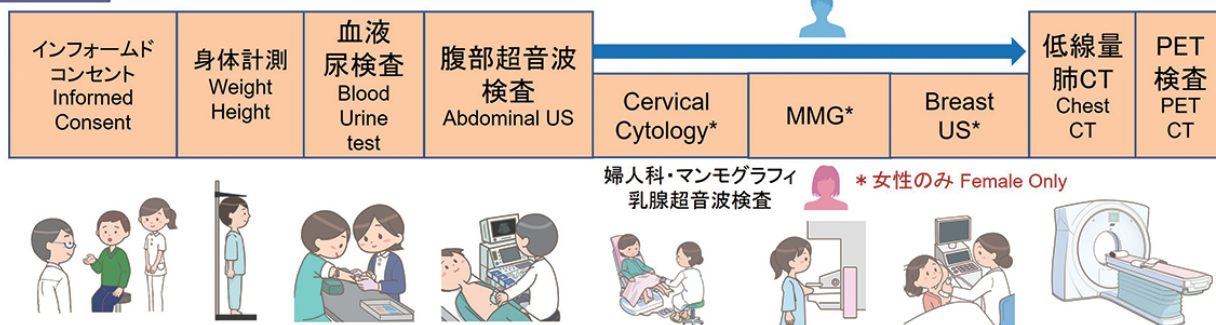 インフォームド
コンセント
Informed
Consent
身体計測
Weight
Height
血液
尿検査
Blood
Urine
test
腹部超音波
検査
Abdominal US
Cervical
Cytology*
MMG*
Breast
US*
低線量
肺CT
Chest
CT
PET
検査
PET
CT
婦人科・マンモグラフィ
乳腺超音波検査
*女性のみ Female Only